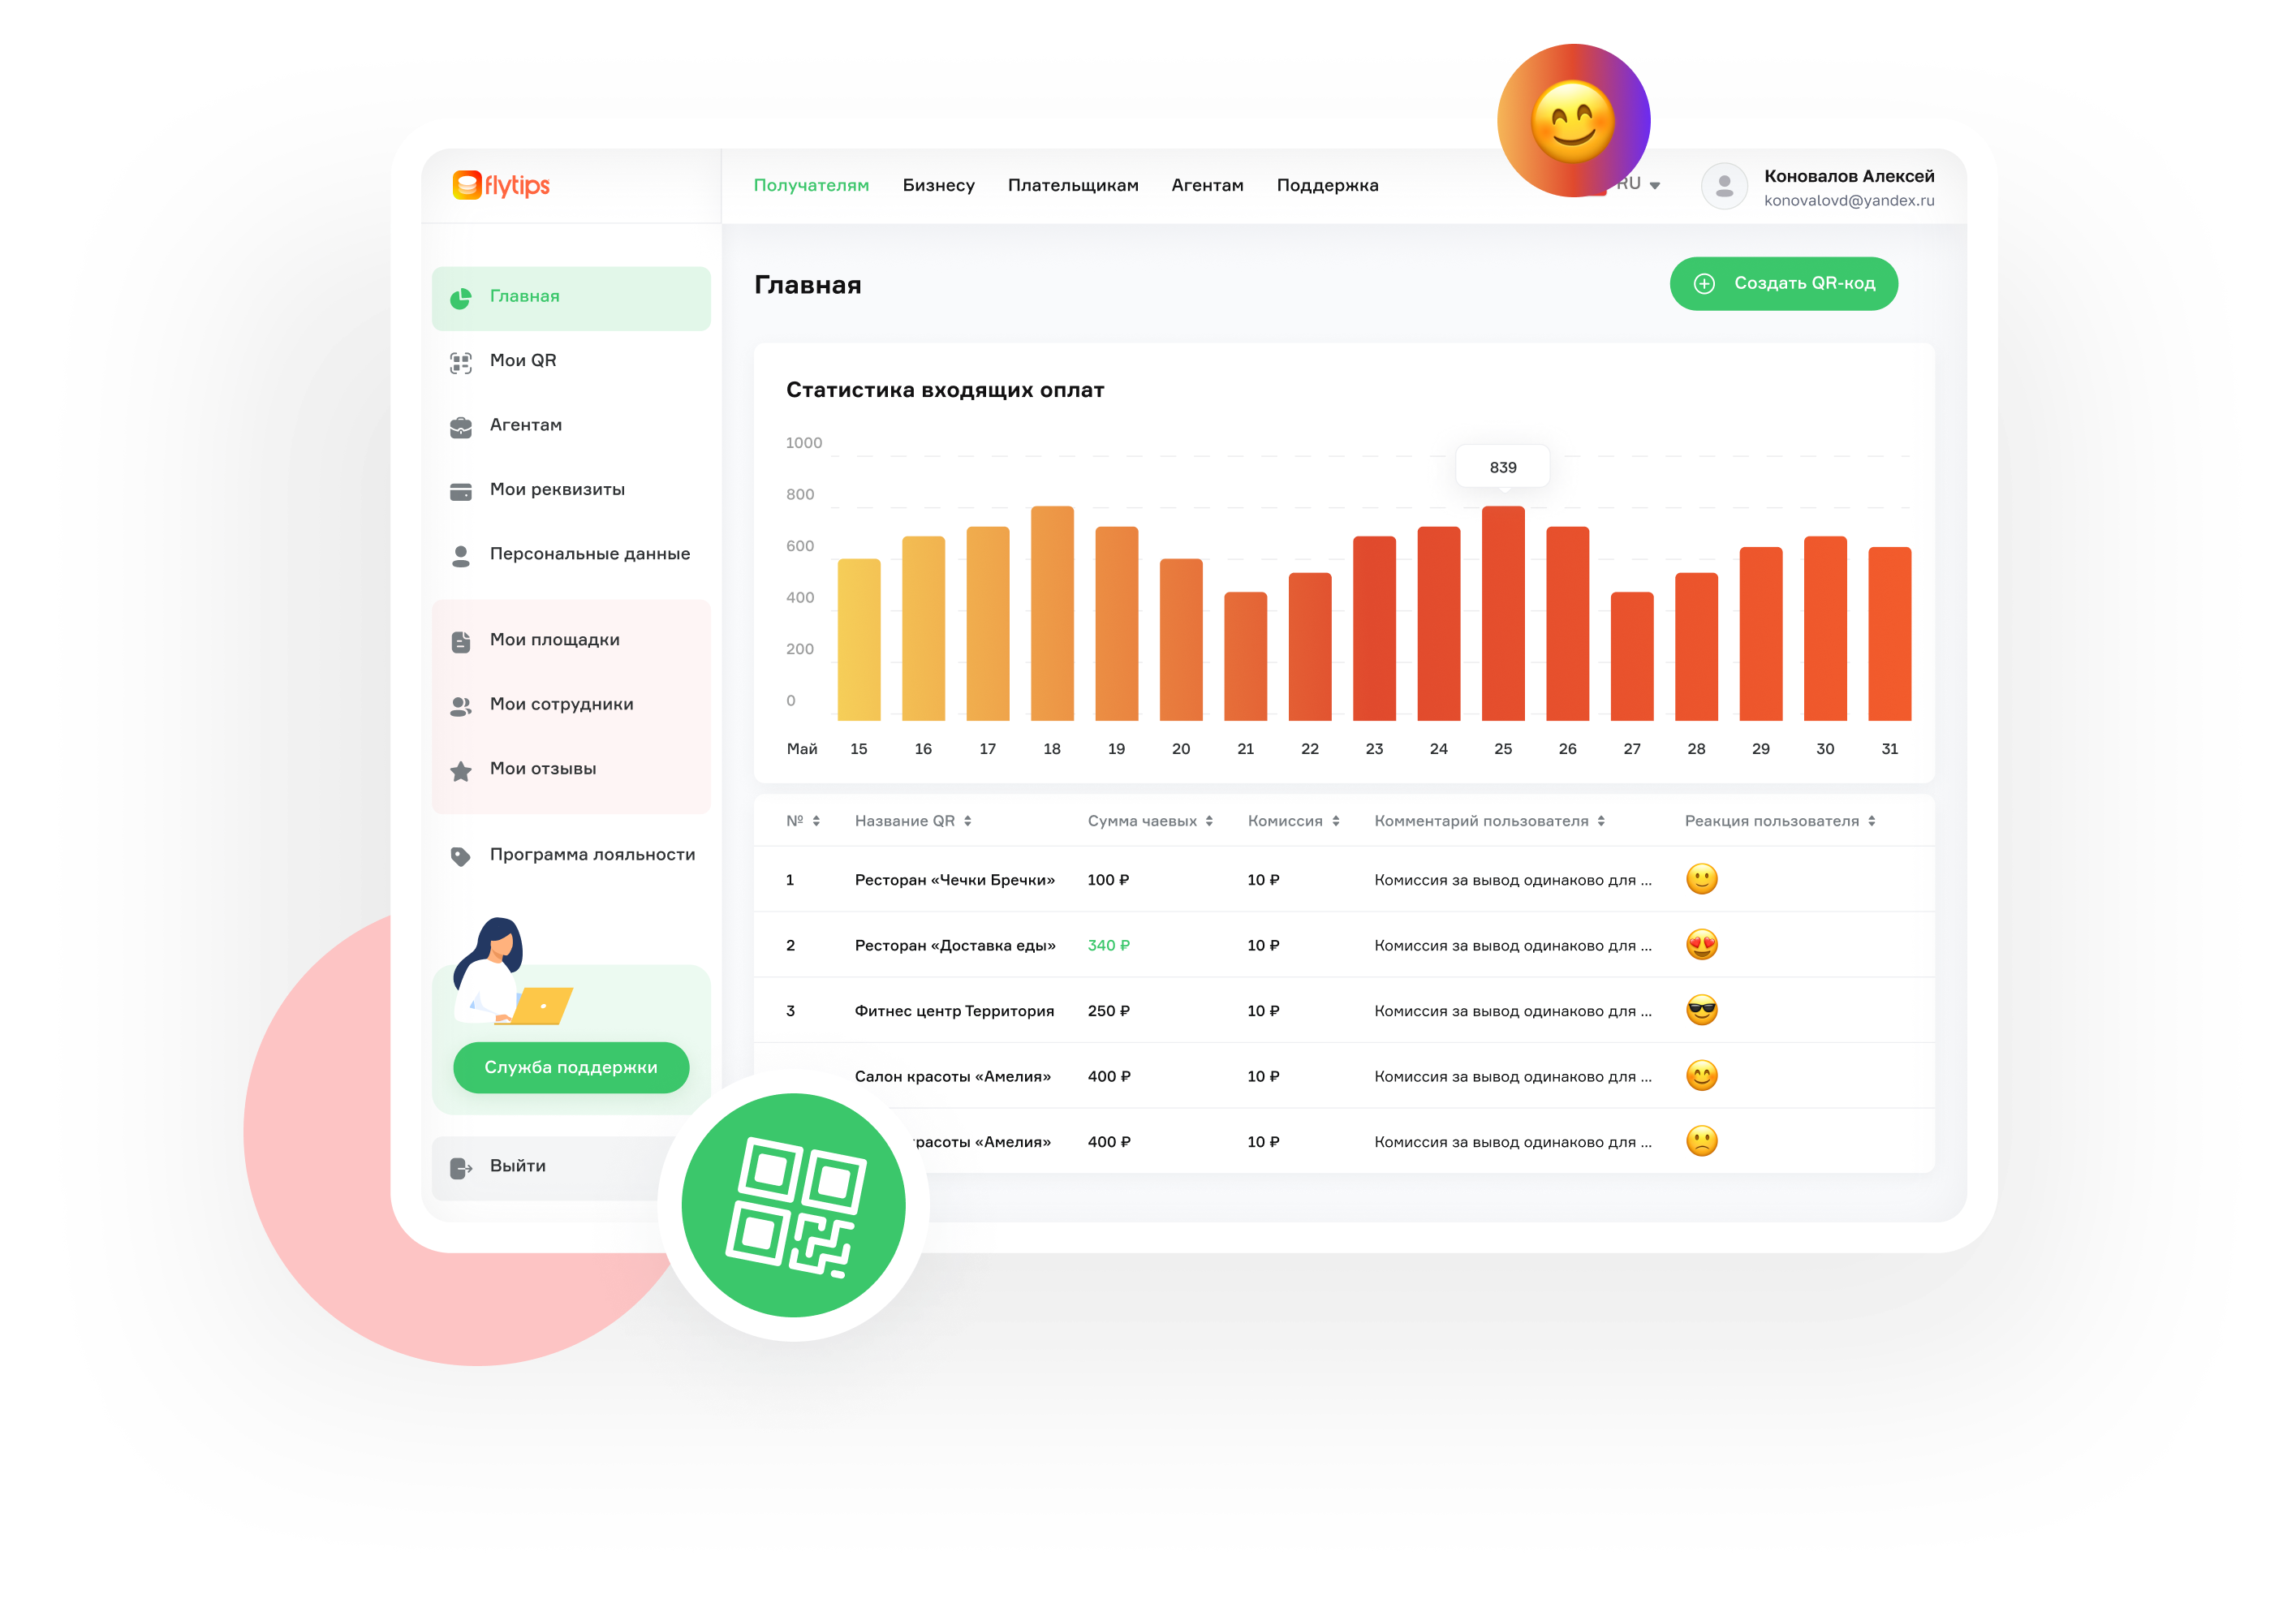 flytips
Получателям Бизнесу Плательщикам Агентам Поддержка RU
Коновалов Алексей
konovalovd@yandex.ru
Главная
Мои QR
Агентам
Мои реквизиты
Персональные данные
Мои площадки
Мои сотрудники
Мои отзывы
Программа лояльности
Служба поддержки
Выйти
Главная
Создать QR-код
Статистика входящих оплат
1000
800
600
400
200
0
839
Май 15 16 17 18 19 20 21 22 23 24 25 26 27 28 29 30 31
№ Название QR Сумма чаевых Комиссия Комментарий пользователя Реакция пользователя
1 Ресторан «Чечки Бречки» 100 ₽ 10 ₽ Комиссия за вывод одинаково для ...
2 Ресторан «Доставка еды» 340 ₽ 10 ₽ Комиссия за вывод одинаково для ...
3 Фитнес центр Территория 250 ₽ 10 ₽ Комиссия за вывод одинаково для ...
Салон красоты «Амелия» 400 ₽ 10 ₽ Комиссия за вывод одинаково для ...
красоты «Амелия» 400 ₽ 10 ₽ Комиссия за вывод одинаково для ...